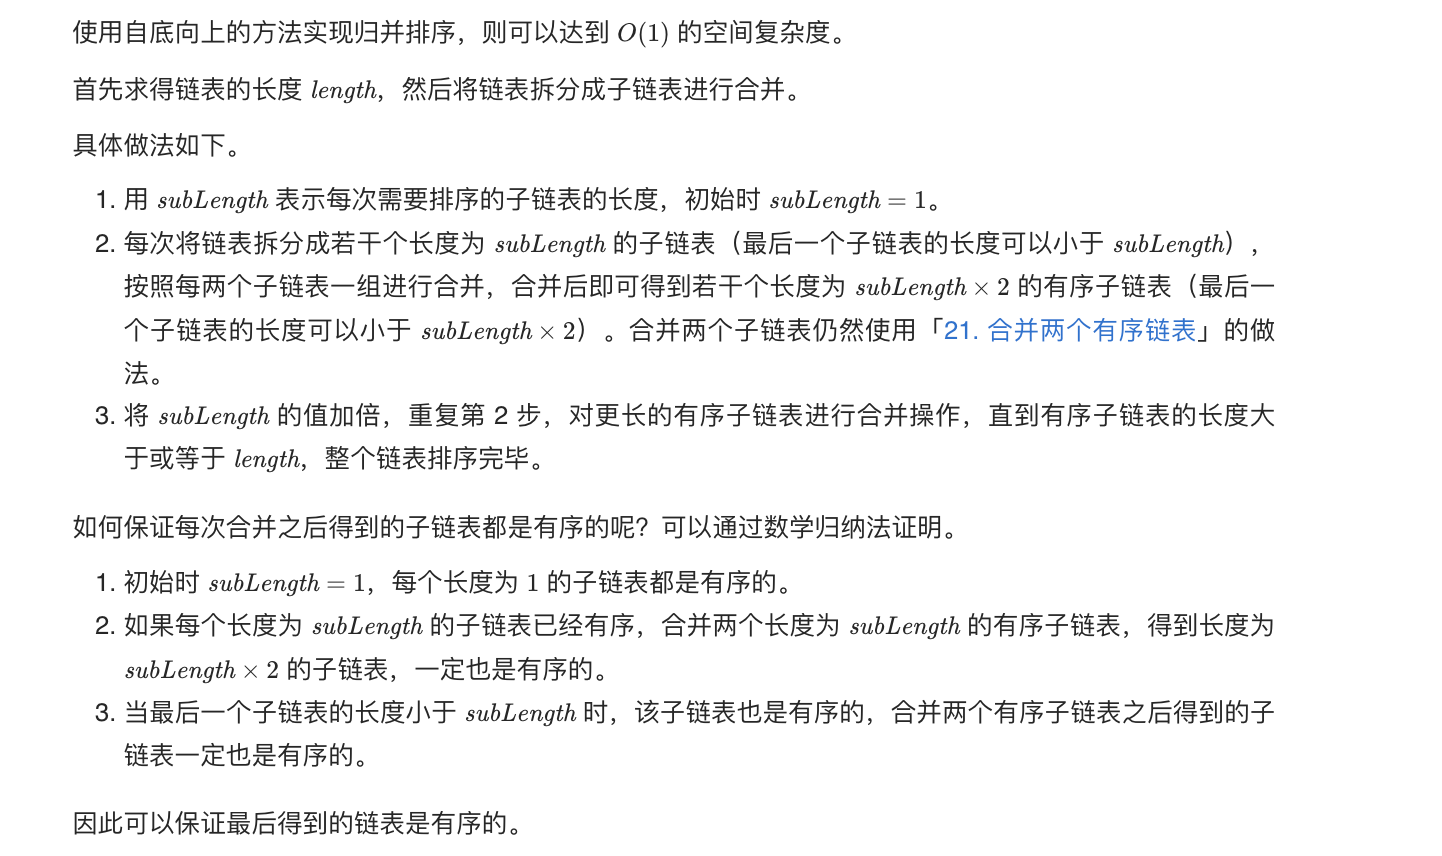 使用自底向上的方法实现归并排序，则可以达到 O(1) 的空间复杂度。
首先求得链表的长度 length，然后将链表拆分成子链表进行合并。
具体做法如下。
1. 用 subLength 表示每次需要排序的子链表的长度，初始时 subLength = 1。
2. 每次将链表拆分成若干个长度为 subLength 的子链表（最后一个子链表的长度可以小于 subLength），
按照每两个子链表一组进行合并，合并后即可得到若干个长度为 subLength × 2 的有序子链表（最后一
个子链表的长度可以小于 subLength × 2）。合并两个子链表仍然使用「21. 合并两个有序链表」的做
法。
3. 将 subLength 的值加倍，重复第 2 步，对更长的有序子链表进行合并操作，直到有序子链表的长度大
于或等于 length，整个链表排序完毕。
如何保证每次合并之后得到的子链表都是有序的呢？可以通过数学归纳法证明。
1. 初始时 subLength = 1，每个长度为 1 的子链表都是有序的。
2. 如果每个长度为 subLength 的子链表已经有序，合并两个长度为 subLength 的有序子链表，得到长度为
subLength × 2 的子链表，一定也是有序的。
3. 当最后一个子链表的长度小于 subLength 时，该子链表也是有序的，合并两个有序子链表之后得到的子
链表一定也是有序的。
因此可以保证最后得到的链表是有序的。